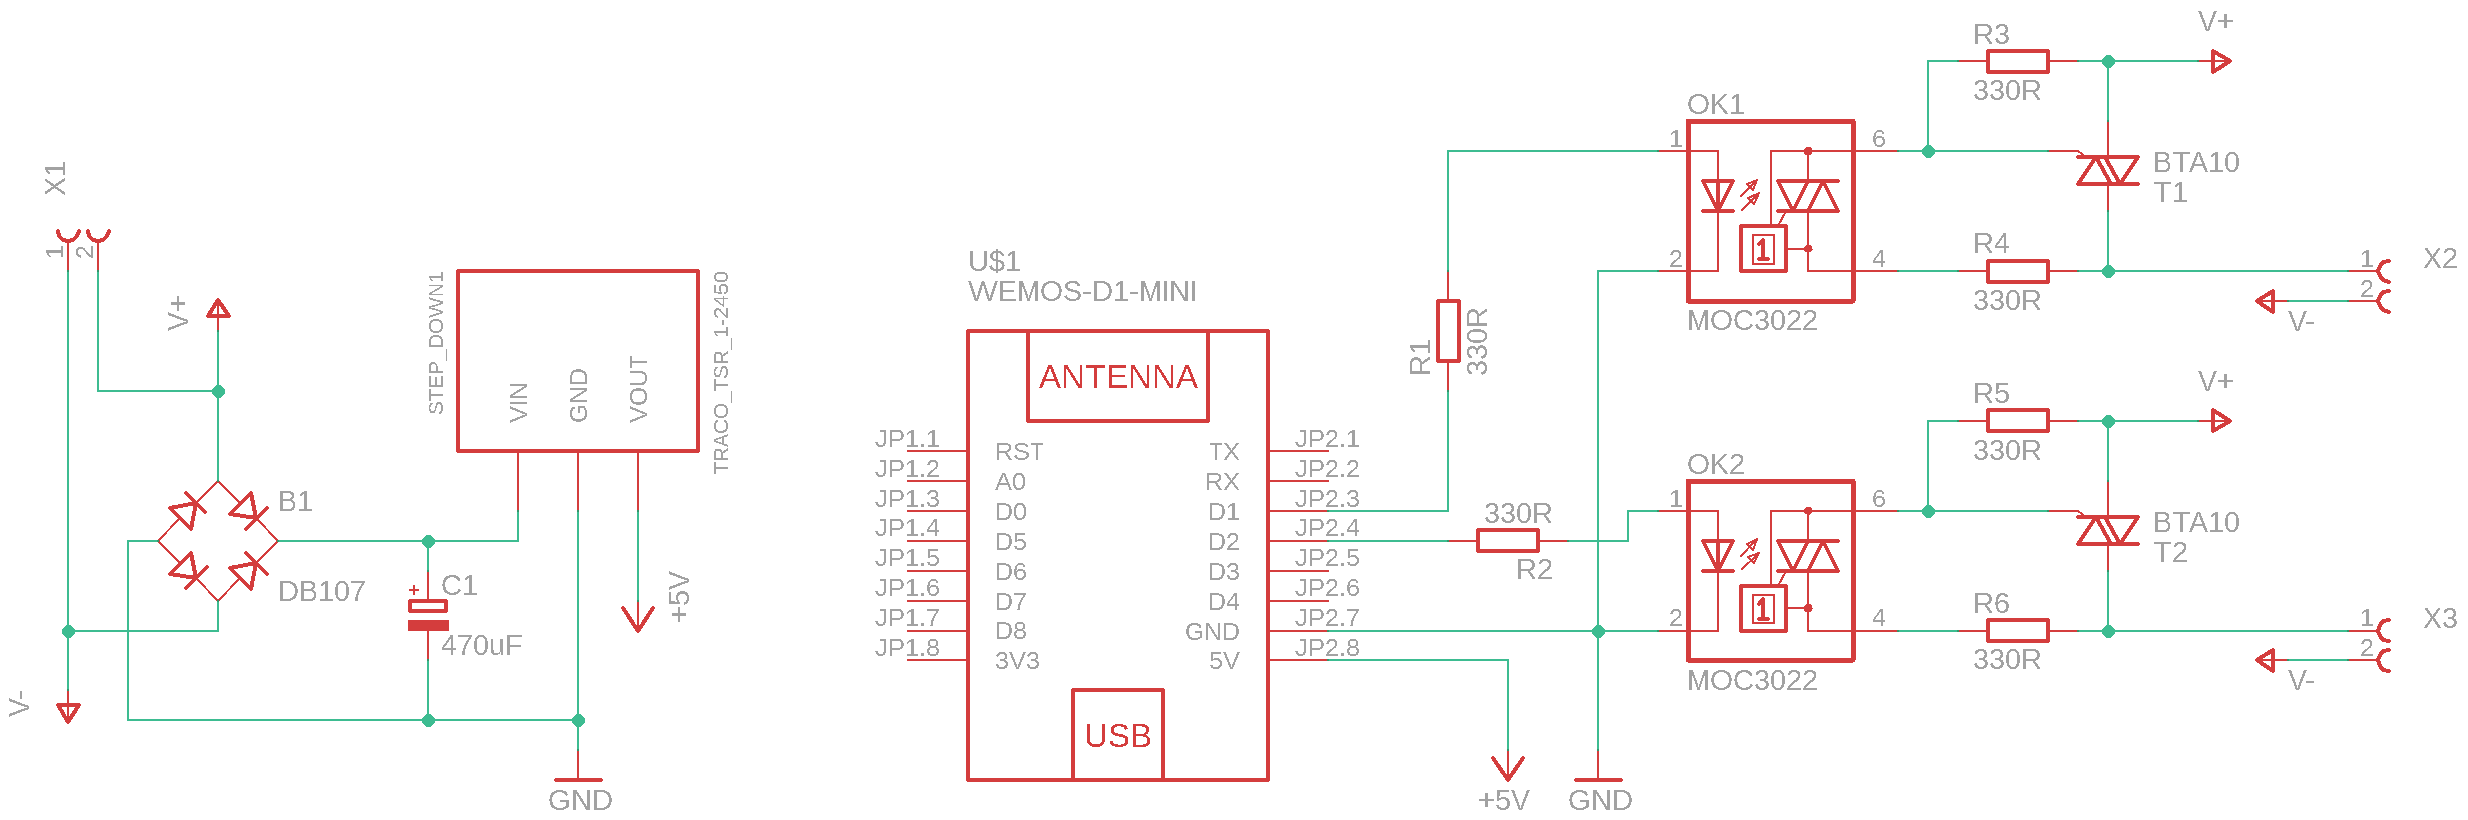 X1
1
2
V+
V-
B1
DB107
C1
+
470uF
STEP_DOWN1
TRACO_TSR_1-2450
VIN
GND
VOUT
+5V
GND
U$1
WEMOS-D1-MINI
ANTENNA
JP1.1 RST TX JP2.1
JP1.2 A0 RX JP2.2
JP1.3 D0 D1 JP2.3
JP1.4 D5 D2 JP2.4
JP1.5 D6 D3 JP2.5
JP1.6 D7 D4 JP2.6
JP1.7 D8 GND JP2.7
JP1.8 3V3 5V JP2.8
USB
R1
330R
330R
R2
+5V
GND
OK1
1
2
6
4
1
MOC3022
R3
330R
V+
BTA10
T1
R4
330R
1
2
X2
V-
OK2
1
2
6
4
1
MOC3022
R5
330R
V+
BTA10
T2
R6
330R
1
2
X3
V-